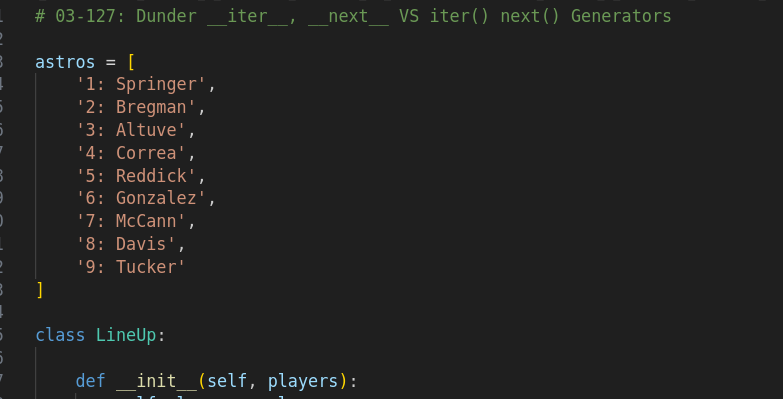 # 03-127: Dunder __iter__, __next__ VS iter() next() Generators
astros = [
'1: Springer',
'2: Bregman',
'3: Altuve',
'4: Correa',
'5: Reddick',
'6: Gonzalez',
'7: McCann',
'8: Davis',
'9: Tucker'
]
class LineUp:
def __init__(self, players):